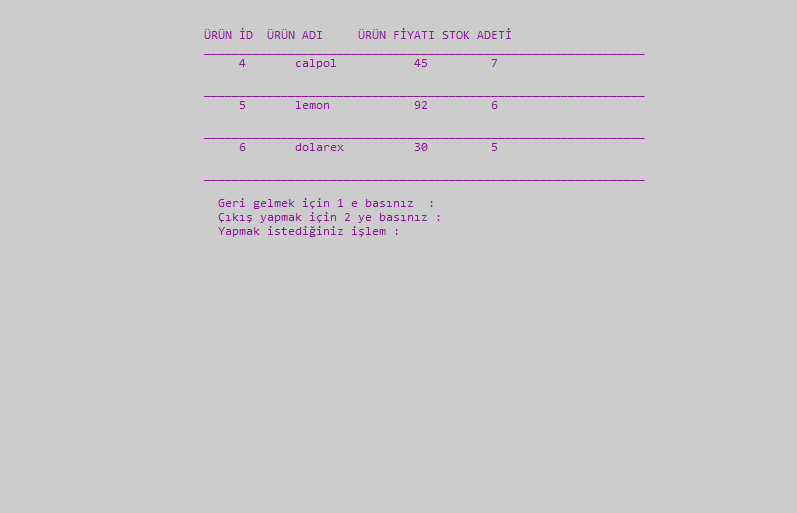 ÜRÜN İD  ÜRÜN ADI     ÜRÜN FİYATI STOK ADETİ
4       calpol           45         7
5       lemon            92         6
6       dolarex          30         5
Geri gelmek için 1 e basınız  :
Çıkış yapmak için 2 ye basınız :
Yapmak istediğiniz işlem :